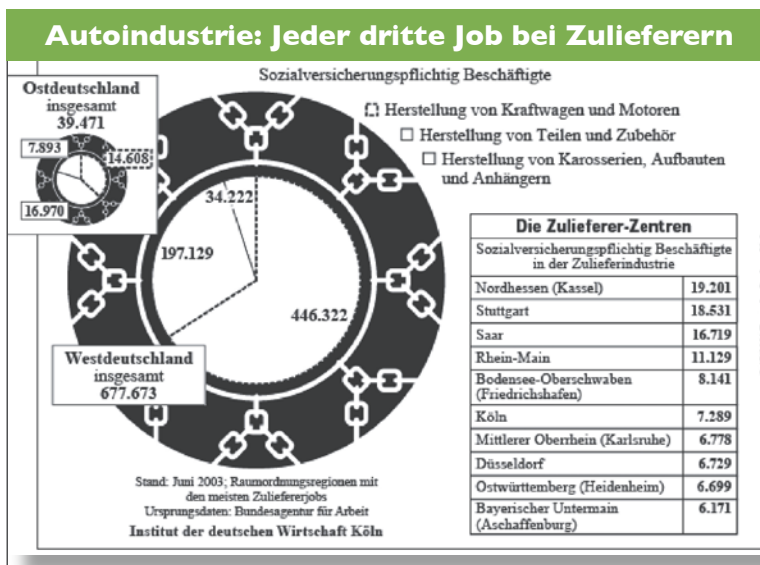 Autoindustrie: Jeder dritte Job bei Zulieferern
Sozialversicherungspflichtig Beschäftigte
Ostdeutschland
insgesamt
39.471
7.893
14.608
16.970
Herstellung von Kraftwagen und Motoren
Herstellung von Teilen und Zubehör
Herstellung von Karosserien, Aufbauten
und Anhängern
34.222
197.129
446.322
Westdeutschland
insgesamt
677.673
Die Zulieferer-Zentren
Sozialversicherungspflichtig Beschäftigte
in der Zulieferindustrie
Nordhessen (Kassel) 19.201
Stuttgart 18.531
Saar 16.719
Rhein-Main 11.129
Bodensee-Oberschwaben
(Friedrichshafen) 8.141
Köln 7.289
Mittlerer Oberrhein (Karlsruhe) 6.778
Düsseldorf 6.729
Ostwürttemberg (Heidenheim) 6.699
Bayerischer Untermain
(Aschaffenburg) 6.171
Stand: Juni 2003; Raumordnungsregionen mit
den meisten Zuliefererjobs
Ursprungsdaten: Bundesagentur für Arbeit
Institut der deutschen Wirtschaft Köln